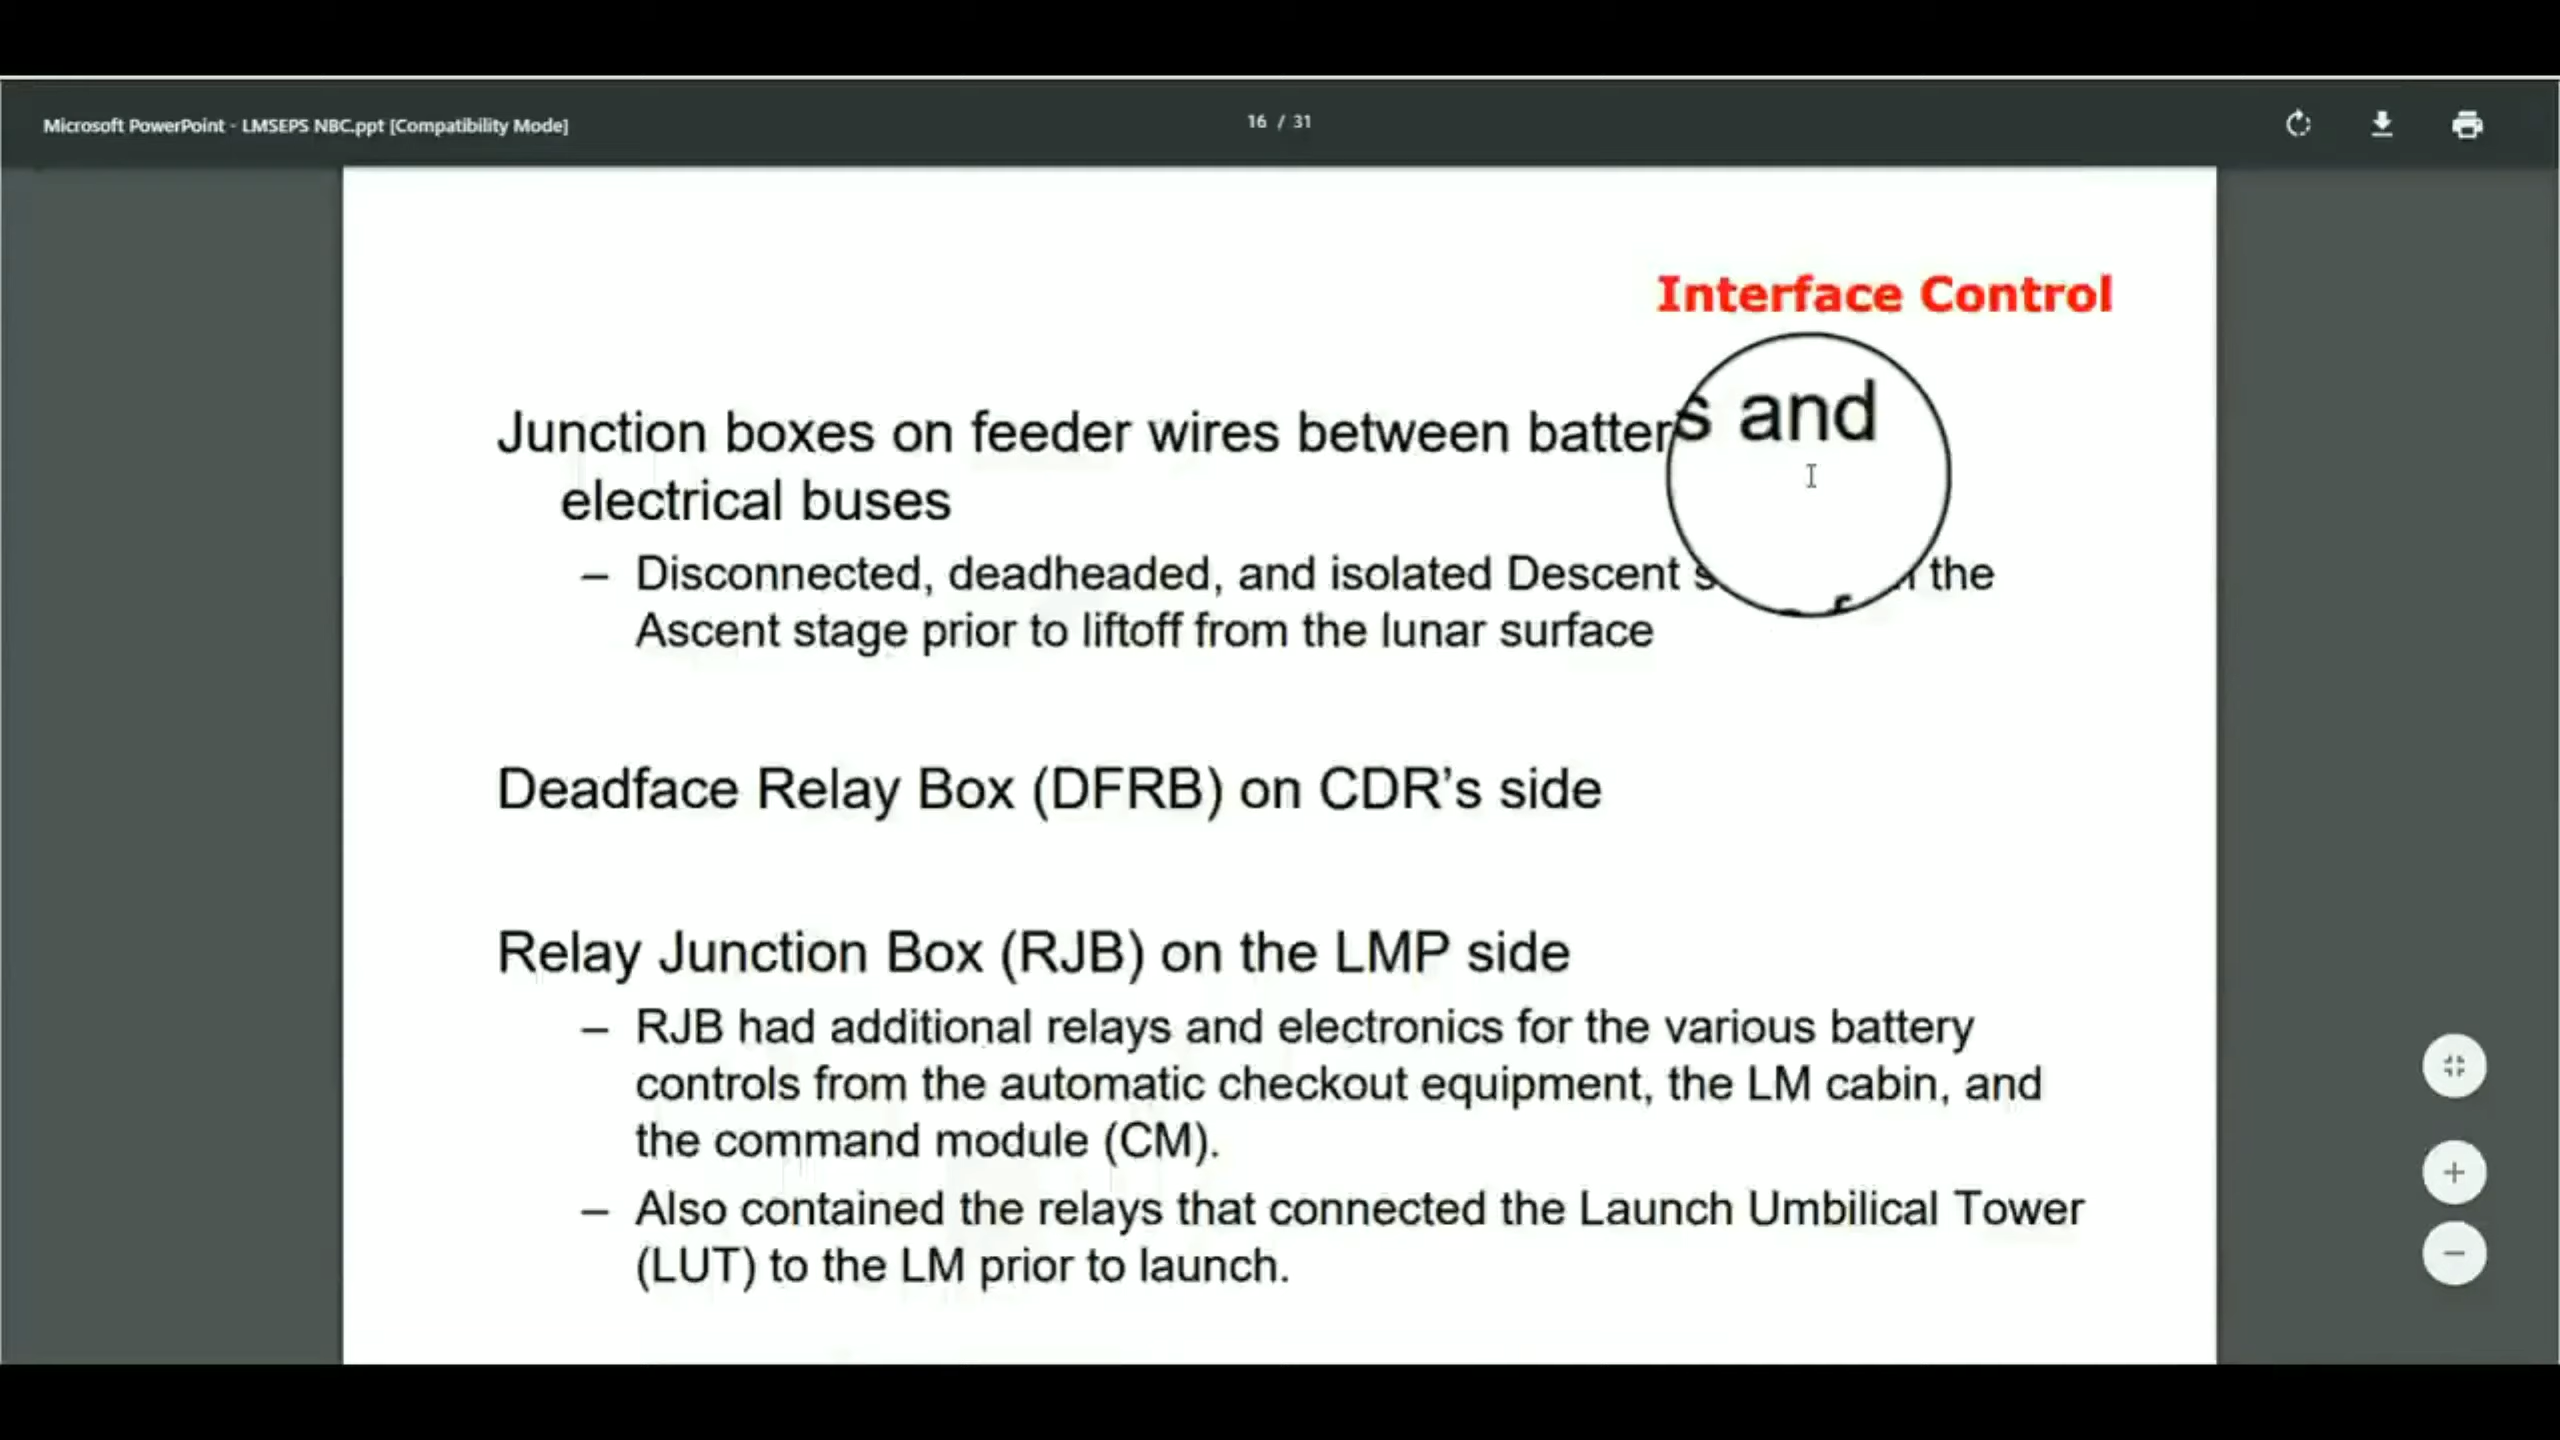 Microsoft PowerPoint - LMSEPS NBC.ppt [Compatibility Mode]
16 / 31
Interface Control
Junction boxes on feeder wires between and
electrical buses
– Disconnected, deadheaded, and isolated Descent the
Ascent stage prior to liftoff from the lunar surface
Deadface Relay Box (DFRB) on CDR's side
Relay Junction Box (RJB) on the LMP side
– RJB had additional relays and electronics for the various battery
controls from the automatic checkout equipment, the LM cabin, and
the command module (CM).
– Also contained the relays that connected the Launch Umbilical Tower
(LUT) to the LM prior to launch.